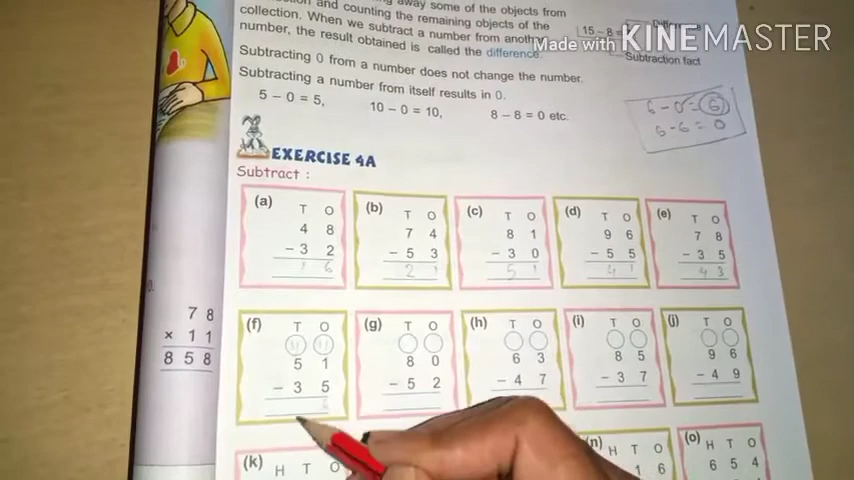 away some of the objects from
and counting the remaining objects of the
collection. When we subtract a number from another
number, the result obtained is called the difference.
15 - 8 =
Difference
Subtraction fact
Made with KINEMASTER
Subtracting 0 from a number does not change the number.
Subtracting a number from itself results in 0.
5 – 0 = 5, 10 – 0 = 10, 8 – 8 = 0 etc.
6 - 0 = 6
6 - 6 = 0
EXERCISE 4A
Subtract :
(a)
T O
4 8
– 3 2
1 6
(b)
T O
7 4
– 5 3
2 1
(c)
T O
8 1
– 3 0
5 1
(d)
T O
9 6
– 5 5
4 1
(e)
T O
7 8
– 3 5
4 3
7 8
× 1 1
8 5 8
(f)
T O
5 1
– 3 5
6
(g)
T O
8 0
– 5 2
(h)
T O
6 3
– 4 7
(i)
T O
8 5
– 3 7
(j)
T O
9 6
– 4 9
(k)
H T O
(n)
H T O
1 6
(o)
H T O
6 5 4